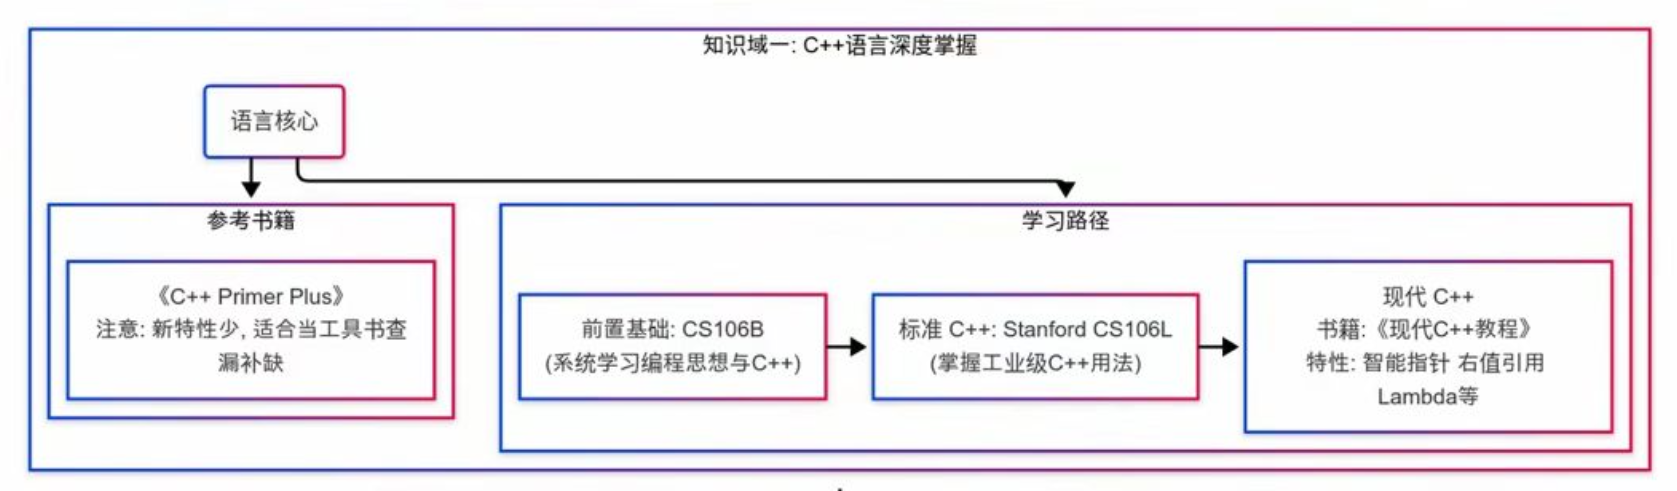 知识域一: C++语言深度掌握
语言核心
参考书籍
《C++ Primer Plus》
注意: 新特性少, 适合当工具书查
漏补缺
学习路径
前置基础: CS106B
(系统学习编程思想与C++)
标准 C++: Stanford CS106L
(掌握工业级C++用法)
现代 C++
书籍:《现代C++教程》
特性: 智能指针 右值引用
Lambda等